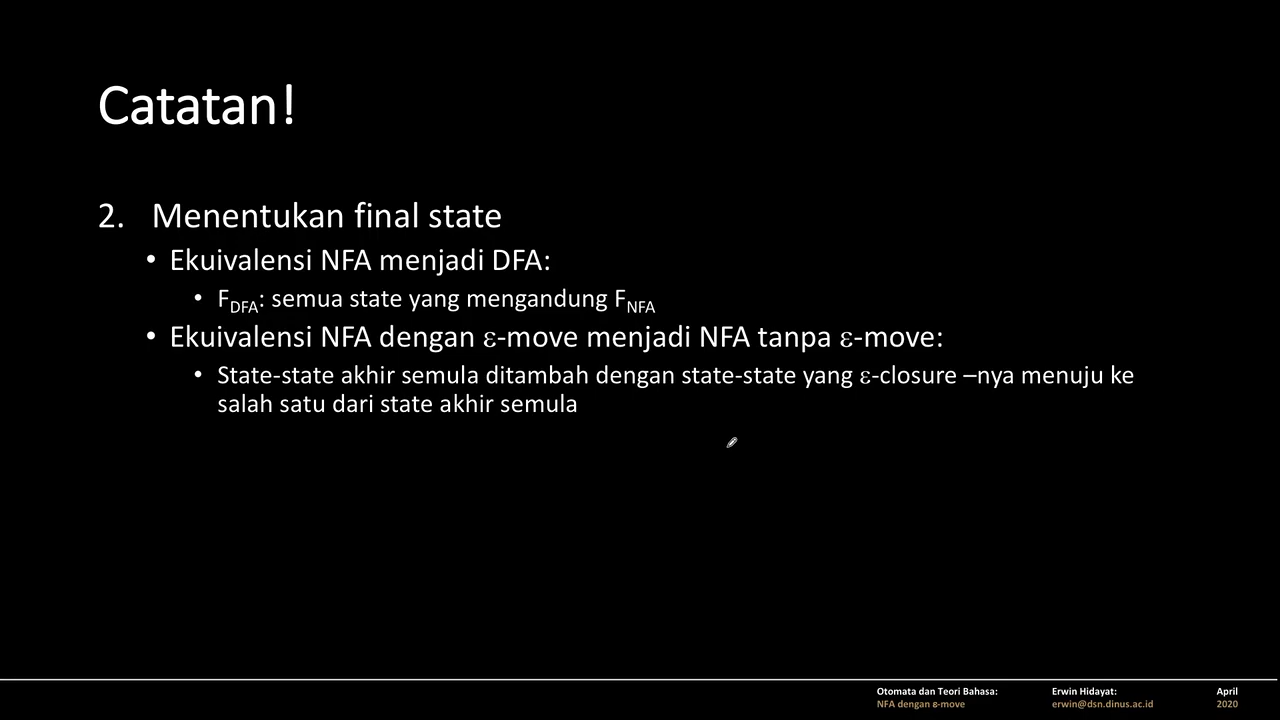 Catatan!
2. Menentukan final state
• Ekuivalensi NFA menjadi DFA:
• FDFA: semua state yang mengandung FNFA
• Ekuivalensi NFA dengan ε-move menjadi NFA tanpa ε-move:
• State-state akhir semula ditambah dengan state-state yang ε-closure –nya menuju ke
salah satu dari state akhir semula
Otomata dan Teori Bahasa:
NFA dengan ε-move
Erwin Hidayat:
erwin@dsn.dinus.ac.id
April
2020